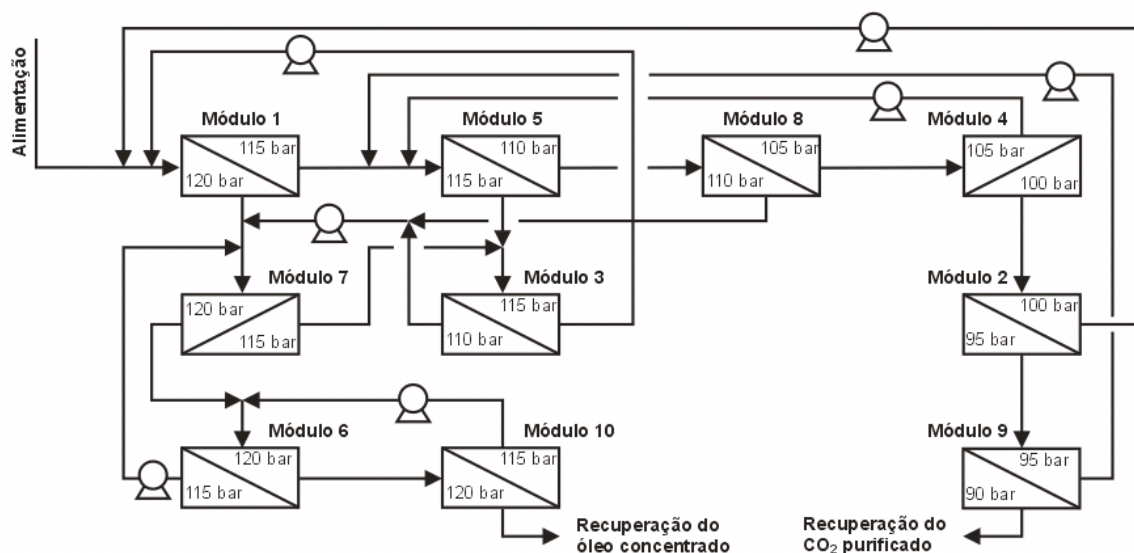 Alimentação
Módulo 1
115 bar
120 bar
Módulo 5
110 bar
115 bar
Módulo 8
105 bar
110 bar
Módulo 4
105 bar
100 bar
Módulo 7
120 bar
115 bar
Módulo 3
115 bar
110 bar
Módulo 2
100 bar
95 bar
Módulo 6
120 bar
115 bar
Módulo 10
115 bar
120 bar
Módulo 9
95 bar
90 bar
Recuperação do
óleo concentrado
Recuperação do
CO₂ purificado